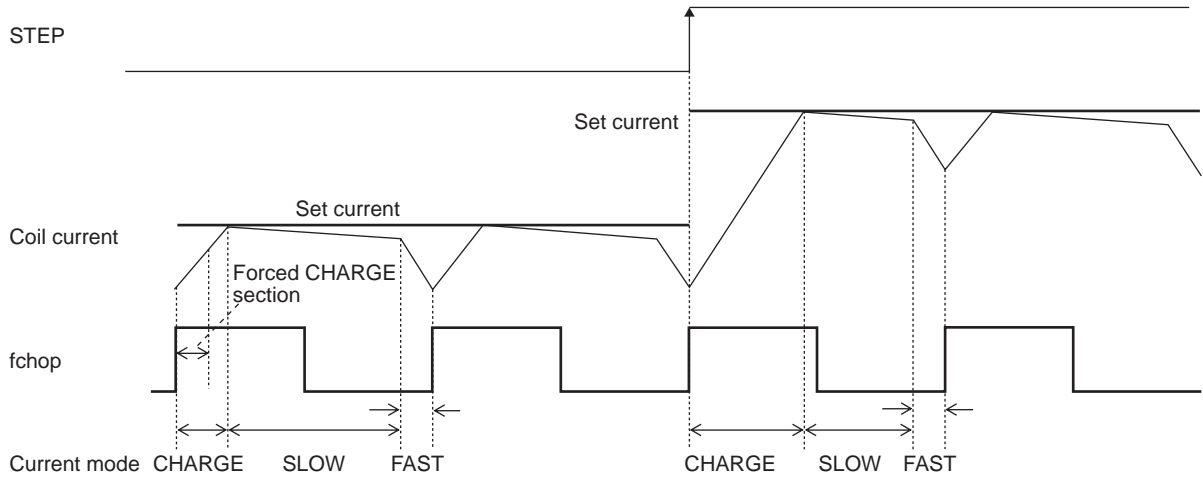 STEP
Set current
Set current
Coil current
Forced CHARGE
section
fchop
Current mode CHARGE SLOW FAST CHARGE SLOW FAST